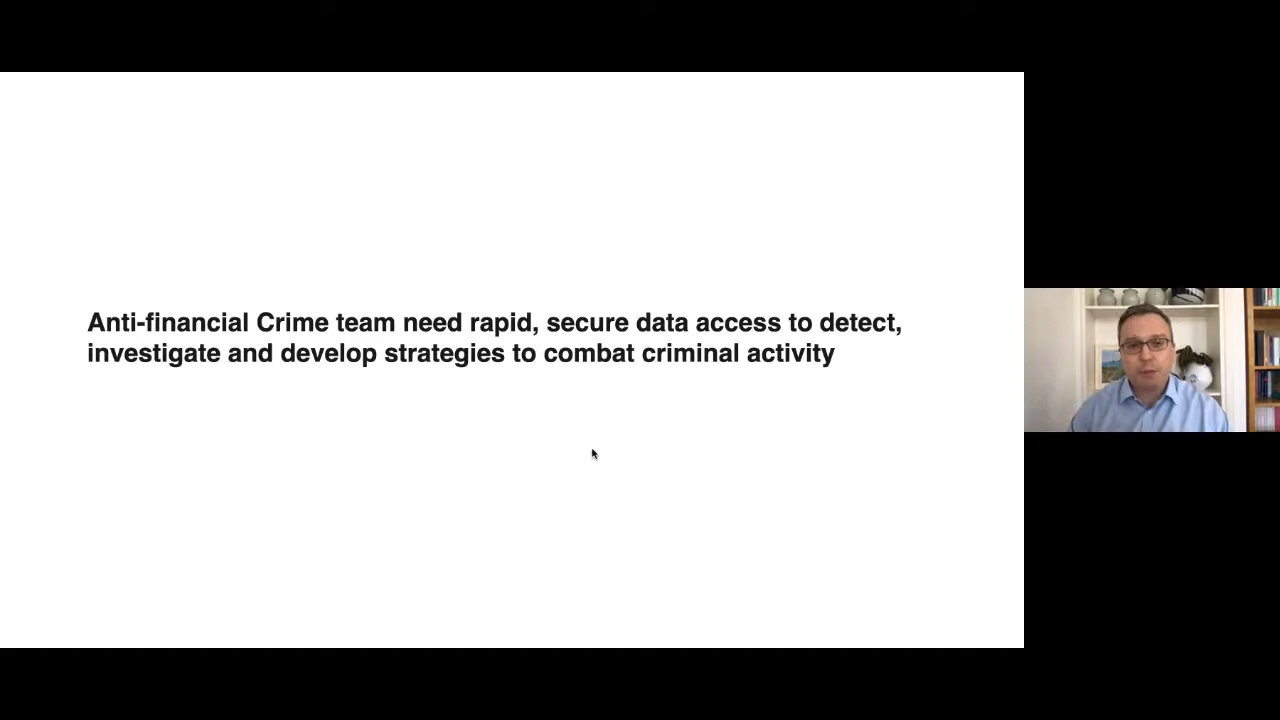 Anti-financial Crime team need rapid, secure data access to detect,
investigate and develop strategies to combat criminal activity